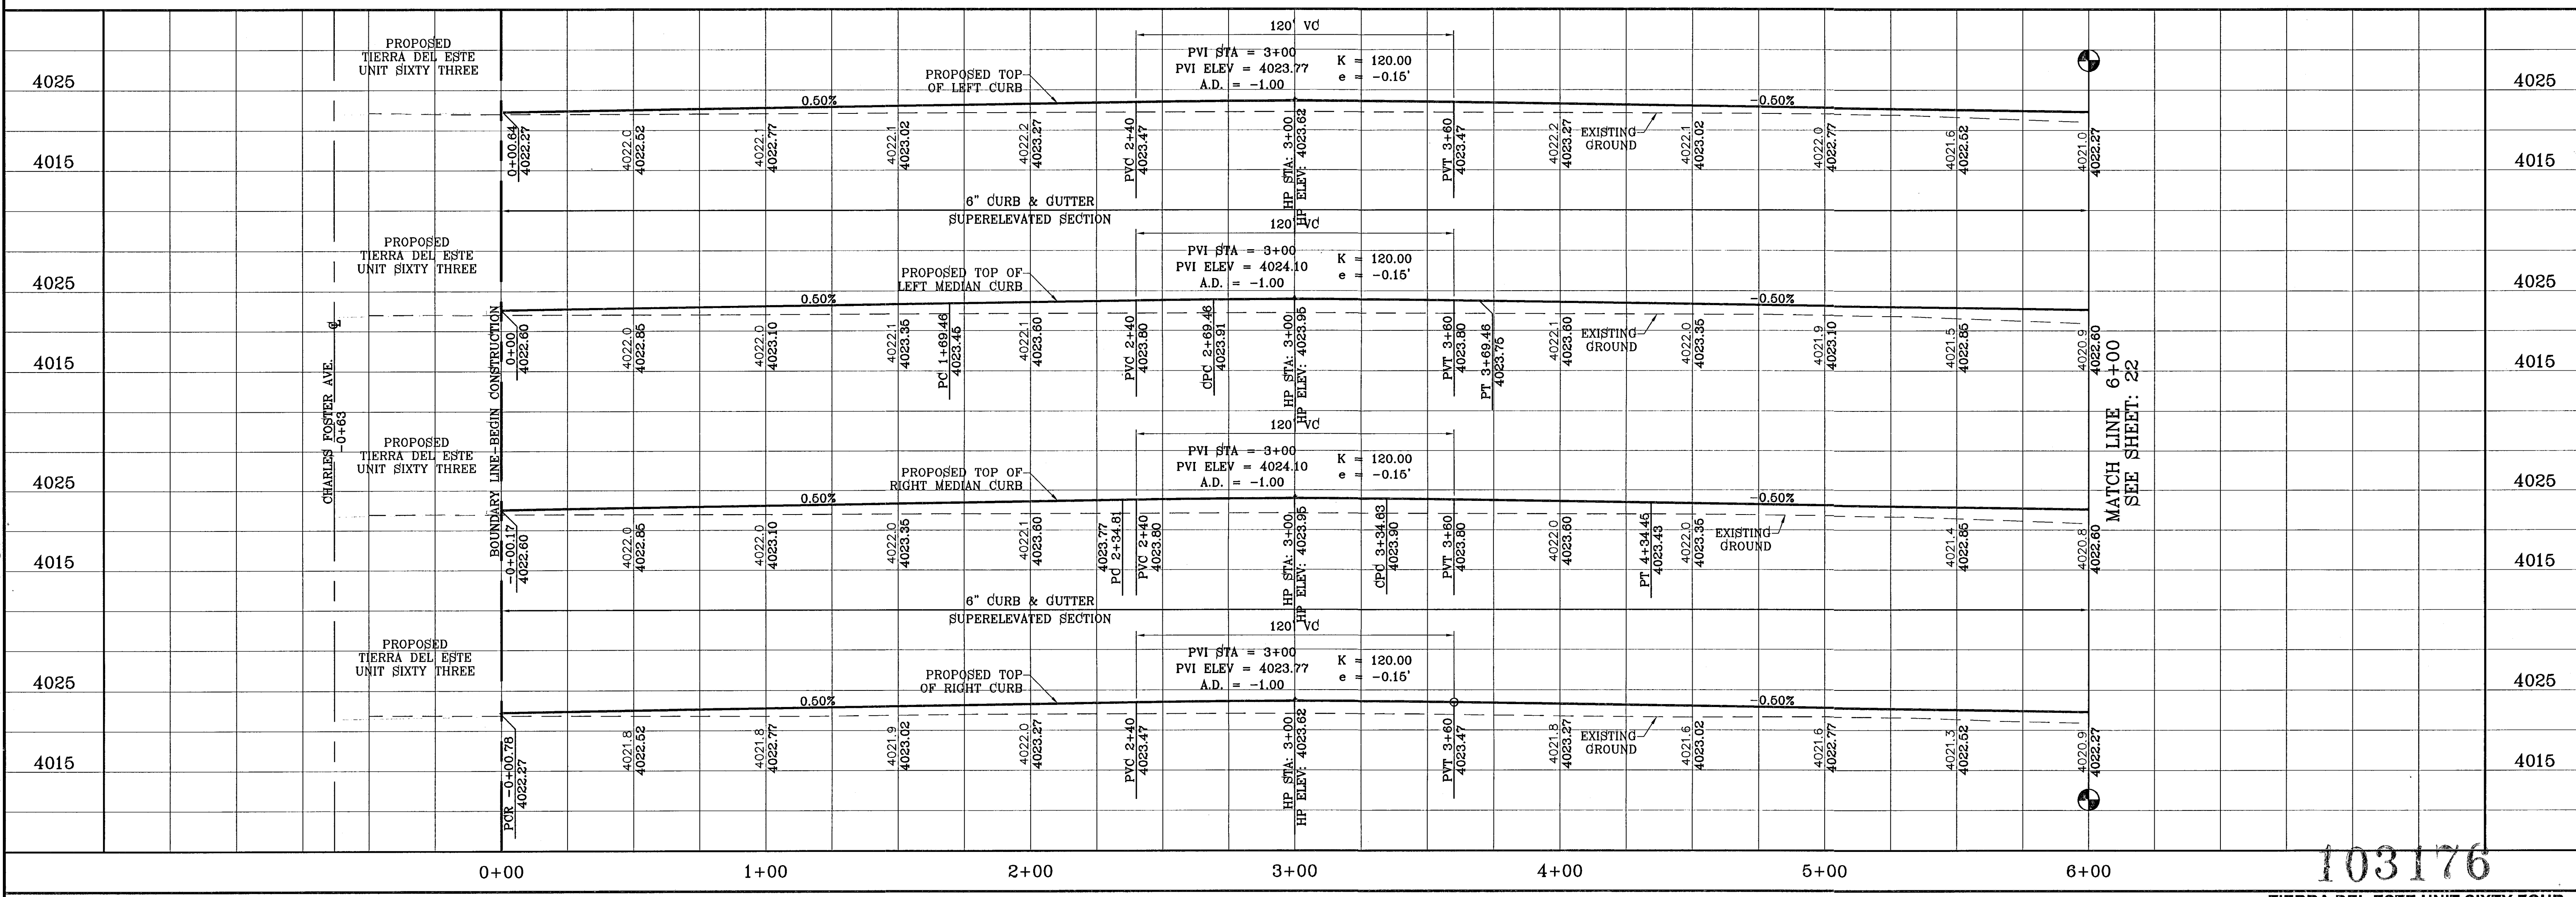 120' VC
PROPOSED
TIERRA DEL ESTE
UNIT SIXTY THREE
PROPOSED TOP
OF LEFT CURB
PVI STA = 3+00
PVI ELEV = 4023.77
A.D. = -1.00
K = 120.00
e = -0.15'
4025
4025
0.50%
-0.50%
0+00.64
4022.27
4022.0
4022.52
4022.1
4022.77
4022.1
4023.02
4022.2
4023.27
PVC 2+40
4023.47
HP STA: 3+00
HP ELEV: 4023.62
PVT 3+60
4023.47
4022.2
4023.27
EXISTING
GROUND
4022.1
4023.02
4022.0
4022.77
4021.6
4022.52
4021.0
4022.27
4015
4015
6" CURB & GUTTER
SUPERELEVATED SECTION
120' VC
PROPOSED
TIERRA DEL ESTE
UNIT SIXTY THREE
PROPOSED TOP OF
LEFT MEDIAN CURB
PVI STA = 3+00
PVI ELEV = 4024.10
A.D. = -1.00
K = 120.00
e = -0.15'
4025
4025
0.50%
-0.50%
CHARLES FOSTER AVE. ℄
-0+63
BOUNDARY LINE-BEGIN CONSTRUCTION
0+00
4022.60
4022.0
4022.85
4022.0
4023.10
4022.1
4023.35
PC 1+69.46
4023.45
4022.1
4023.60
PVC 2+40
4023.80
CPC 2+69.46
4023.91
HP STA: 3+00
HP ELEV: 4023.95
PVT 3+60
4023.80
PT 3+69.46
4023.75
4022.1
4023.60
EXISTING
GROUND
4022.0
4023.35
4021.9
4023.10
4021.5
4022.85
4020.9
4022.60
MATCH LINE 6+00
SEE SHEET: 22
4015
4015
120' VC
PROPOSED
TIERRA DEL ESTE
UNIT SIXTY THREE
PROPOSED TOP OF
RIGHT MEDIAN CURB
PVI STA = 3+00
PVI ELEV = 4024.10
A.D. = -1.00
K = 120.00
e = -0.15'
4025
4025
0.50%
-0.50%
-0+00.17
4022.60
4022.0
4022.85
4022.0
4023.10
4022.0
4023.35
4022.1
4023.60
4023.77
PC 2+34.81
PVC 2+40
4023.80
HP STA: 3+00
HP ELEV: 4023.95
CPC 3+34.63
4023.90
PVT 3+60
4023.80
4022.0
4023.60
PT 4+34.45
4023.43
4022.0
4023.35
EXISTING
GROUND
4021.4
4022.85
4020.8
4022.60
4015
4015
6" CURB & GUTTER
SUPERELEVATED SECTION
120' VC
PROPOSED
TIERRA DEL ESTE
UNIT SIXTY THREE
PROPOSED TOP
OF RIGHT CURB
PVI STA = 3+00
PVI ELEV = 4023.77
A.D. = -1.00
K = 120.00
e = -0.15'
4025
4025
0.50%
-0.50%
PCR -0+00.78
4022.27
4021.8
4022.52
4021.8
4022.77
4021.9
4023.02
4022.0
4023.27
PVC 2+40
4023.47
HP STA: 3+00
HP ELEV: 4023.62
PVT 3+60
4023.47
4021.8
4023.27
EXISTING
GROUND
4021.6
4023.02
4021.6
4022.77
4021.3
4022.52
4020.9
4022.27
4015
4015
0+00
1+00
2+00
3+00
4+00
5+00
6+00
103176